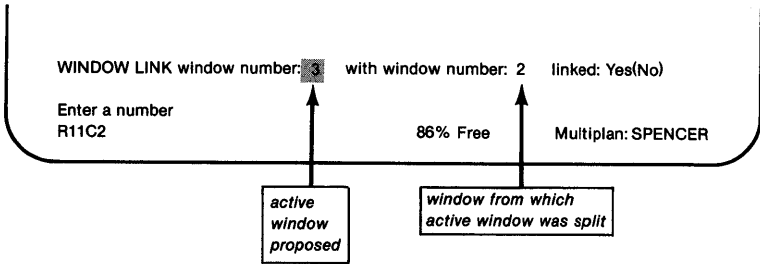 WINDOW LINK window number: 3 with window number: 2 linked: Yes(No)
Enter a number
R11C2 86% Free Multiplan: SPENCER
active
window
proposed
window from which
active window was split